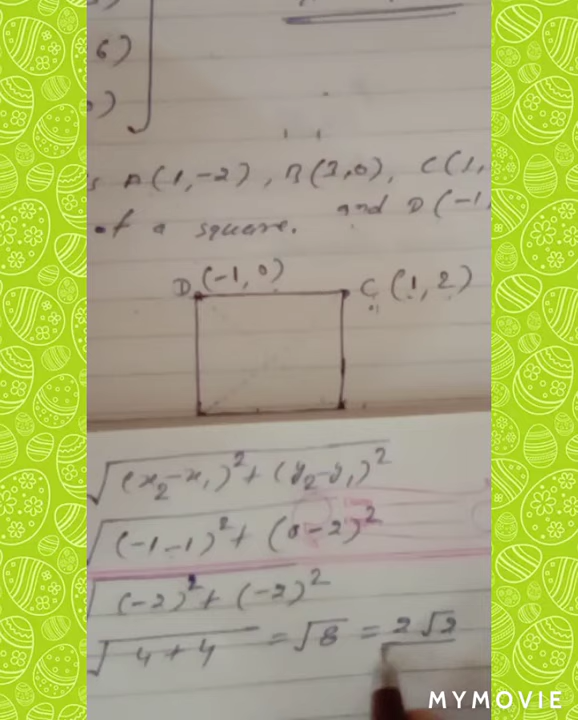 6)
)
A(1,-2), B(3,0), C(1,
of a square. and D(-1,
D (-1, 0) C (1, 2)
√(x₂-x₁)²+(y₂-y₁)²
√(-1-1)²+(0-2)²
√(-2)²+(-2)²
√4+4 = √8 = 2√2
MYMOVIE